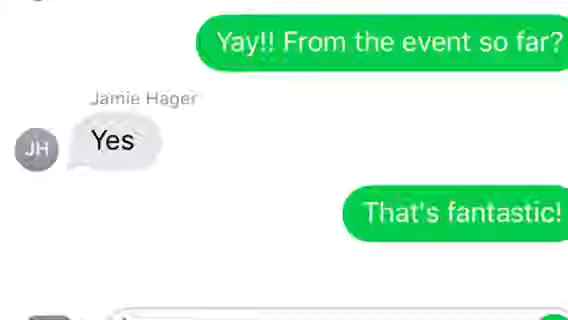 Yay!! From the event so far?
Jamie Hager
JH
Yes
That's fantastic!